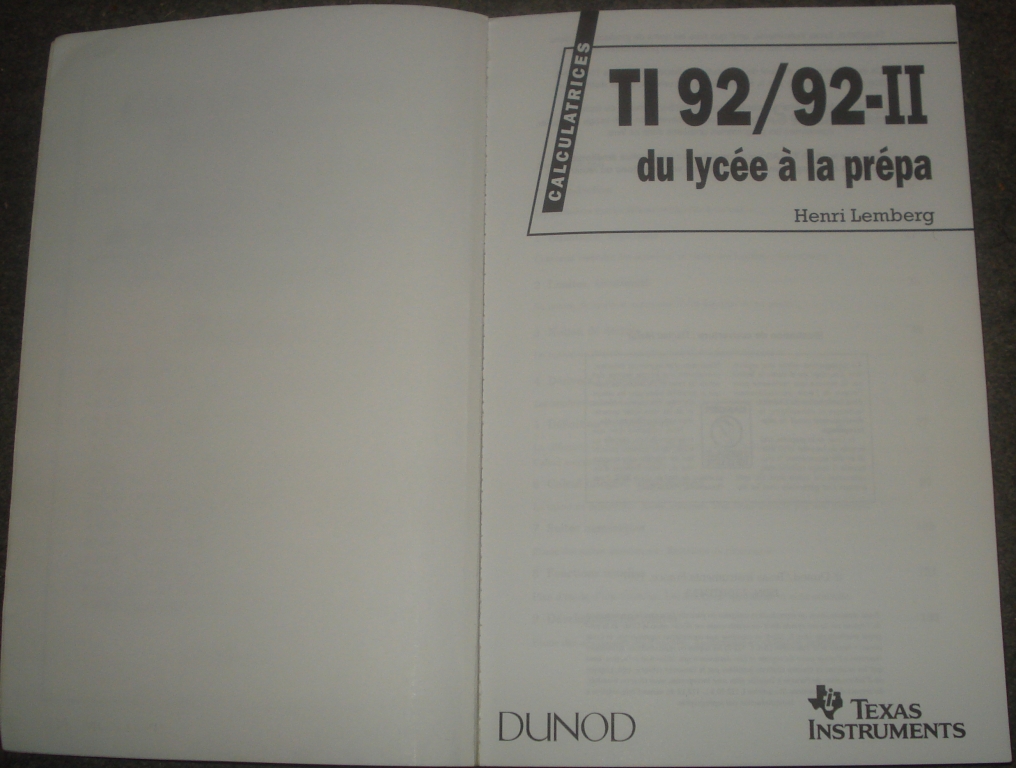 CALCULATRICES
TI 92/92-II
du lycée à la prépa
Henri Lemberg
DUNOD
TEXAS
INSTRUMENTS